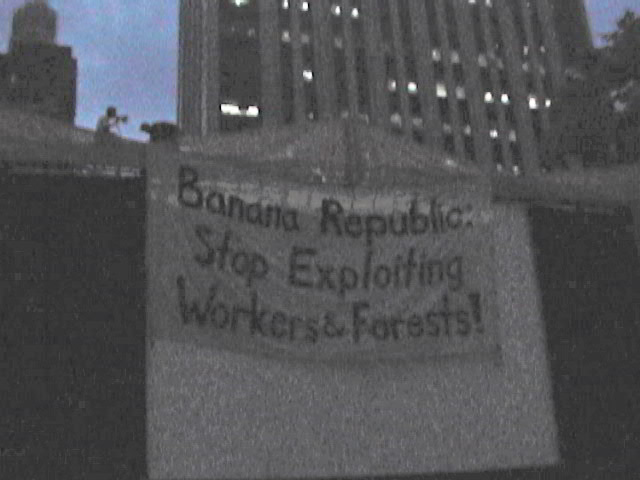 Banana Republic:
Stop Exploiting
Workers & Forests!